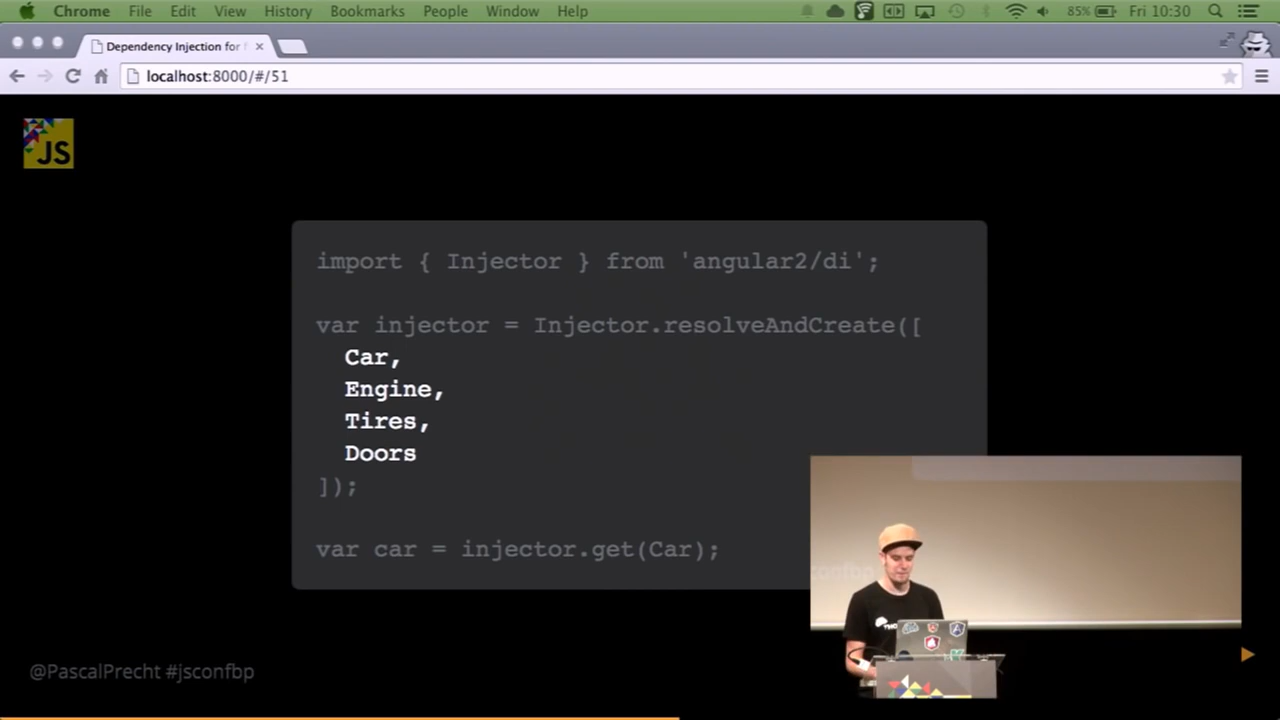 Chrome File Edit View History Bookmarks People Window Help 85% Fri 10:30
Dependency Injection for
localhost:8000/#/51
JS
import { Injector } from 'angular2/di';
var injector = Injector.resolveAndCreate([
Car,
Engine,
Tires,
Doors
]);
var car = injector.get(Car);
@PascalPrecht #jsconfbp